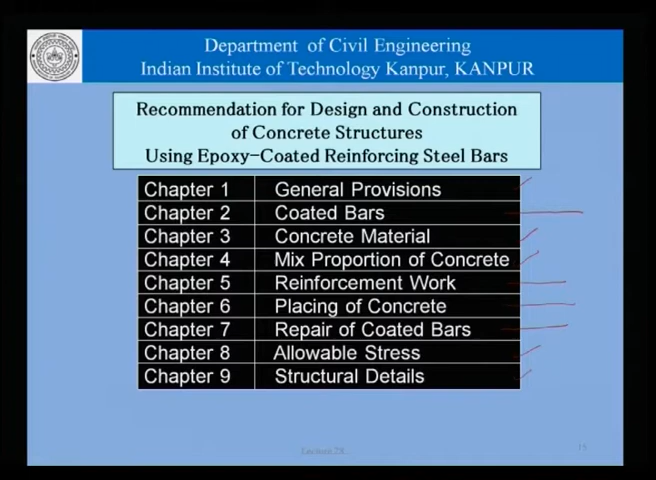 Department of Civil Engineering
Indian Institute of Technology Kanpur, KANPUR
Recommendation for Design and Construction
of Concrete Structures
Using Epoxy-Coated Reinforcing Steel Bars
Chapter 1 General Provisions
Chapter 2 Coated Bars
Chapter 3 Concrete Material
Chapter 4 Mix Proportion of Concrete
Chapter 5 Reinforcement Work
Chapter 6 Placing of Concrete
Chapter 7 Repair of Coated Bars
Chapter 8 Allowable Stress
Chapter 9 Structural Details